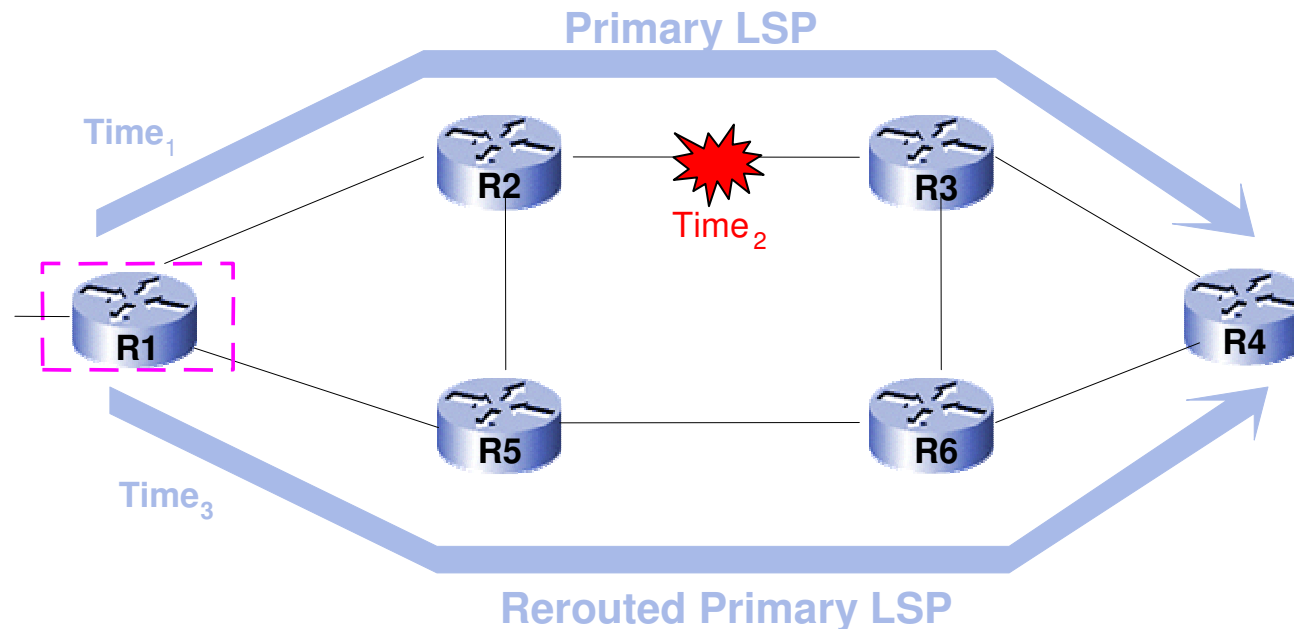 Primary LSP
Time₁
R2
R3
Time₂
R1
R4
R5
R6
Time₃
Rerouted Primary LSP